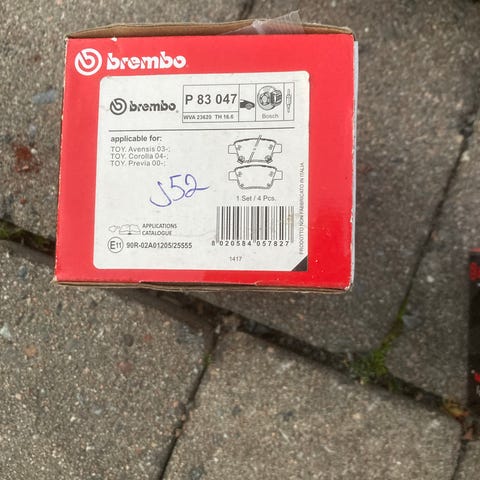 brembo.
brembo.
P 83 047
WVA 23620 TH 16.6
Bosch
applicable for:
TOY. Avensis 03-;
TOY. Corolla 04-;
TOY. Previa 00-;
J52
1 Set / 4 Pcs.
APPLICATIONS
CATALOGUE
E11 90R-02A01205/25555
8 020584 057827
1417
PRODOTTO NON FABBRICATO IN ITALIA